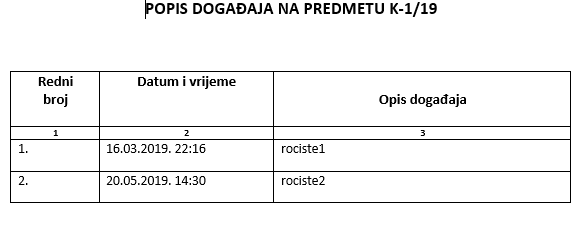 POPIS DOGAĐAJA NA PREDMETU K-1/19
Redni broj Datum i vrijeme Opis događaja
1 2 3
1. 16.03.2019. 22:16 rociste1
2. 20.05.2019. 14:30 rociste2